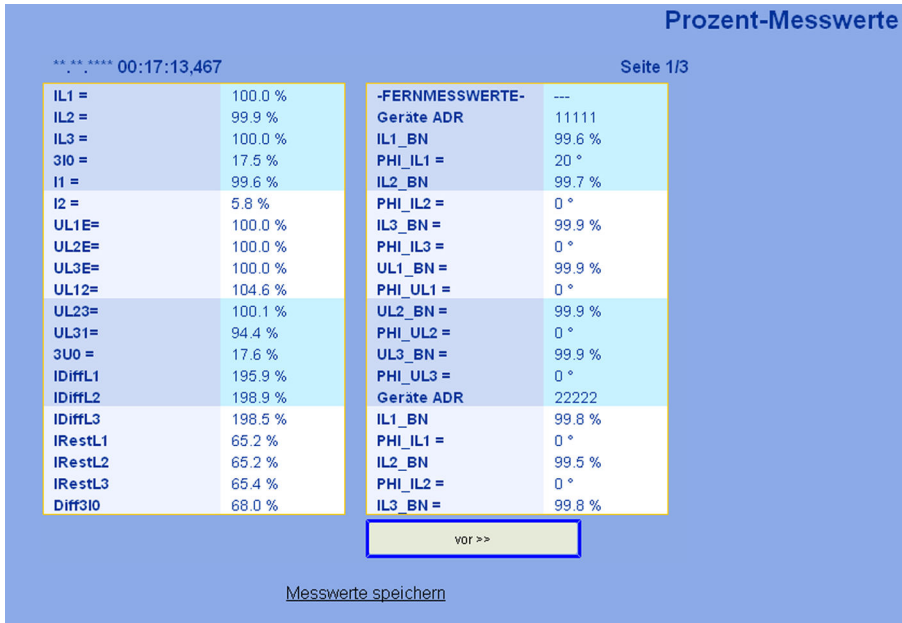 Prozent-Messwerte
**.**.**** 00:17:13,467
Seite 1/3
IL1 = 100.0 %
IL2 = 99.9 %
IL3 = 100.0 %
3I0 = 17.5 %
I1 = 99.6 %
I2 = 5.8 %
UL1E= 100.0 %
UL2E= 100.0 %
UL3E= 100.0 %
UL12= 104.6 %
UL23= 100.1 %
UL31= 94.4 %
3U0 = 17.6 %
IDiffL1 195.9 %
IDiffL2 198.9 %
IDiffL3 198.5 %
IRestL1 65.2 %
IRestL2 65.2 %
IRestL3 65.4 %
Diff3I0 68.0 %
-FERNMESSWERTE- ---
Geräte ADR 11111
IL1_BN 99.6 %
PHI_IL1 = 20 °
IL2_BN 99.7 %
PHI_IL2 = 0 °
IL3_BN = 99.9 %
PHI_IL3 = 0 °
UL1_BN = 99.9 %
PHI_UL1 = 0 °
UL2_BN = 99.9 %
PHI_UL2 = 0 °
UL3_BN = 99.9 %
PHI_UL3 = 0 °
Geräte ADR 22222
IL1_BN 99.8 %
PHI_IL1 = 0 °
IL2_BN 99.5 %
PHI_IL2 = 0 °
IL3_BN = 99.8 %
vor >>
Messwerte speichern